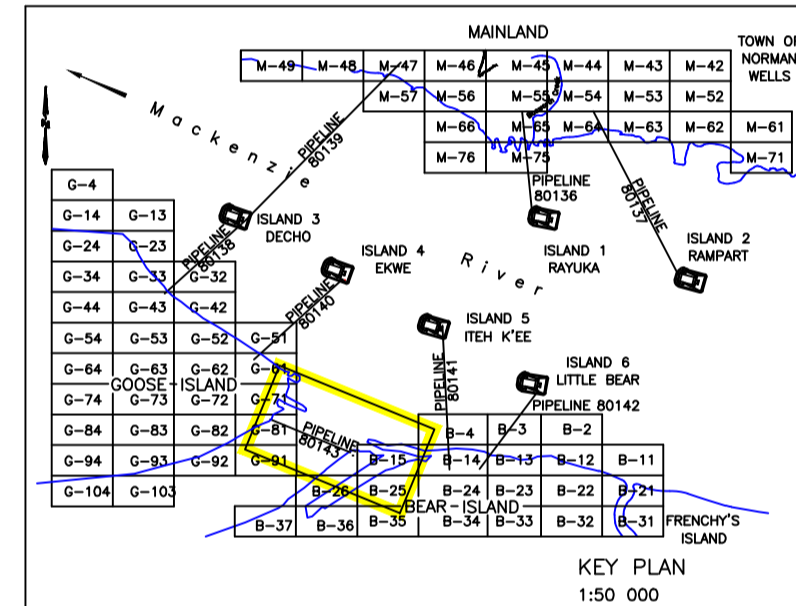 MAINLAND
TOWN OF
NORMAN
WELLS
M-49 M-48 M-47 M-46 M-45 M-44 M-43 M-42
M-57 M-56 M-55 M-54 M-53 M-52
M-66 M-65 M-64 M-63 M-62 M-61
M-76 M-75 M-71
Mackenzie
River
PIPELINE
80139
PIPELINE
80136
PIPELINE
80137
ISLAND 3
DECHO
PIPELINE
80138
ISLAND 4
EKWE
PIPELINE
80140
ISLAND 1
RAYUKA
ISLAND 2
RAMPART
ISLAND 5
ITEH K'EE
PIPELINE
80141
ISLAND 6
LITTLE BEAR
PIPELINE 80142
PIPELINE
80143
G-4
G-14 G-13
G-24 G-23
G-34 G-33 G-32
G-44 G-43 G-42
G-54 G-53 G-52 G-51
G-64 G-63 G-62 G-61
GOOSE ISLAND
G-74 G-73 G-72 G-71
G-84 G-83 G-82 G-81
G-94 G-93 G-92 G-91
G-104 G-103
B-4 B-3 B-2
B-15 B-14 B-13 B-12 B-11
B-26 B-25 B-24 B-23 B-22 B-21
BEAR ISLAND
B-37 B-36 B-35 B-34 B-33 B-32 B-31
FRENCHY'S
ISLAND
KEY PLAN
1:50 000